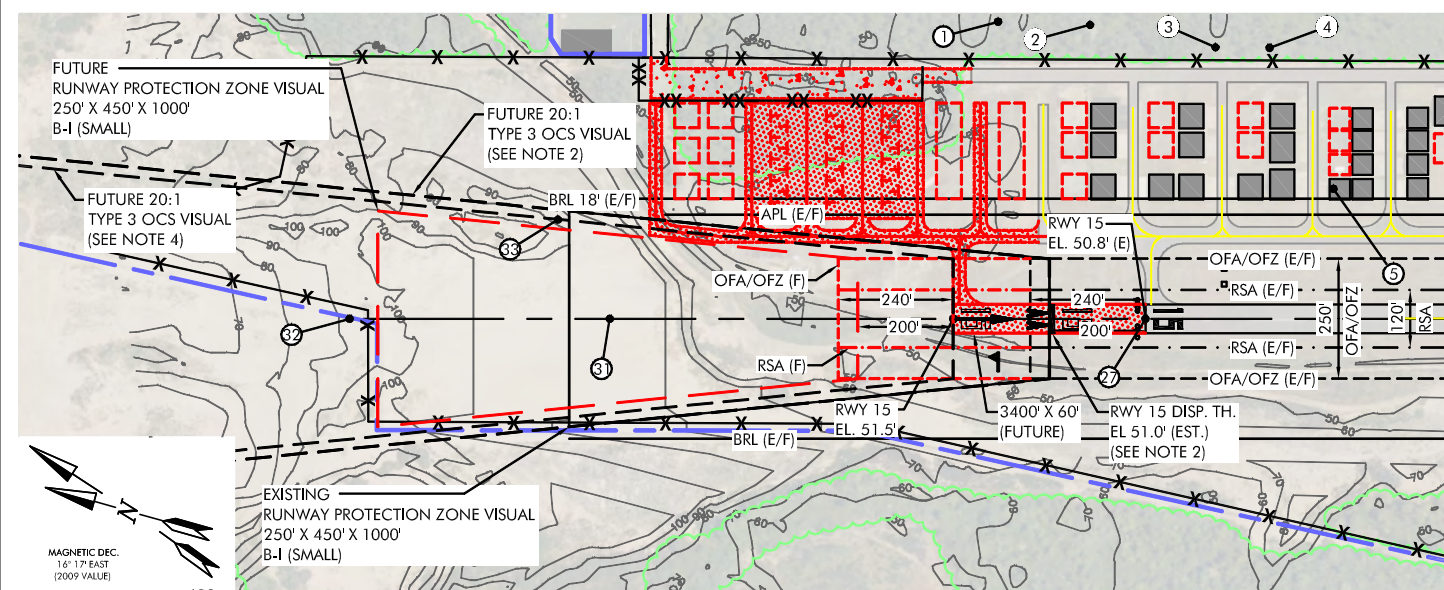 1
2
3
4
FUTURE
RUNWAY PROTECTION ZONE VISUAL
250' X 450' X 1000'
B-I (SMALL)
FUTURE 20:1
TYPE 3 OCS VISUAL
(SEE NOTE 2)
FUTURE 20:1
TYPE 3 OCS VISUAL
(SEE NOTE 4)
BRL 18' (E/F)
APL (E/F)
RWY 15
EL. 50.8' (E)
33
5
OFA/OFZ (F)
OFA/OFZ (E/F)
RSA (E/F)
240'
200'
240'
200'
250'
OFA/OFZ
120'
RSA
32
31
27
RSA (F)
RSA (E/F)
OFA/OFZ (E/F)
RWY 15
EL. 51.5'
3400' X 60'
(FUTURE)
RWY 15 DISP. TH.
EL 51.0' (EST.)
(SEE NOTE 2)
BRL (E/F)
EXISTING
RUNWAY PROTECTION ZONE VISUAL
250' X 450' X 1000'
B-I (SMALL)
N
MAGNETIC DEC.
16° 17' EAST
(2009 VALUE)